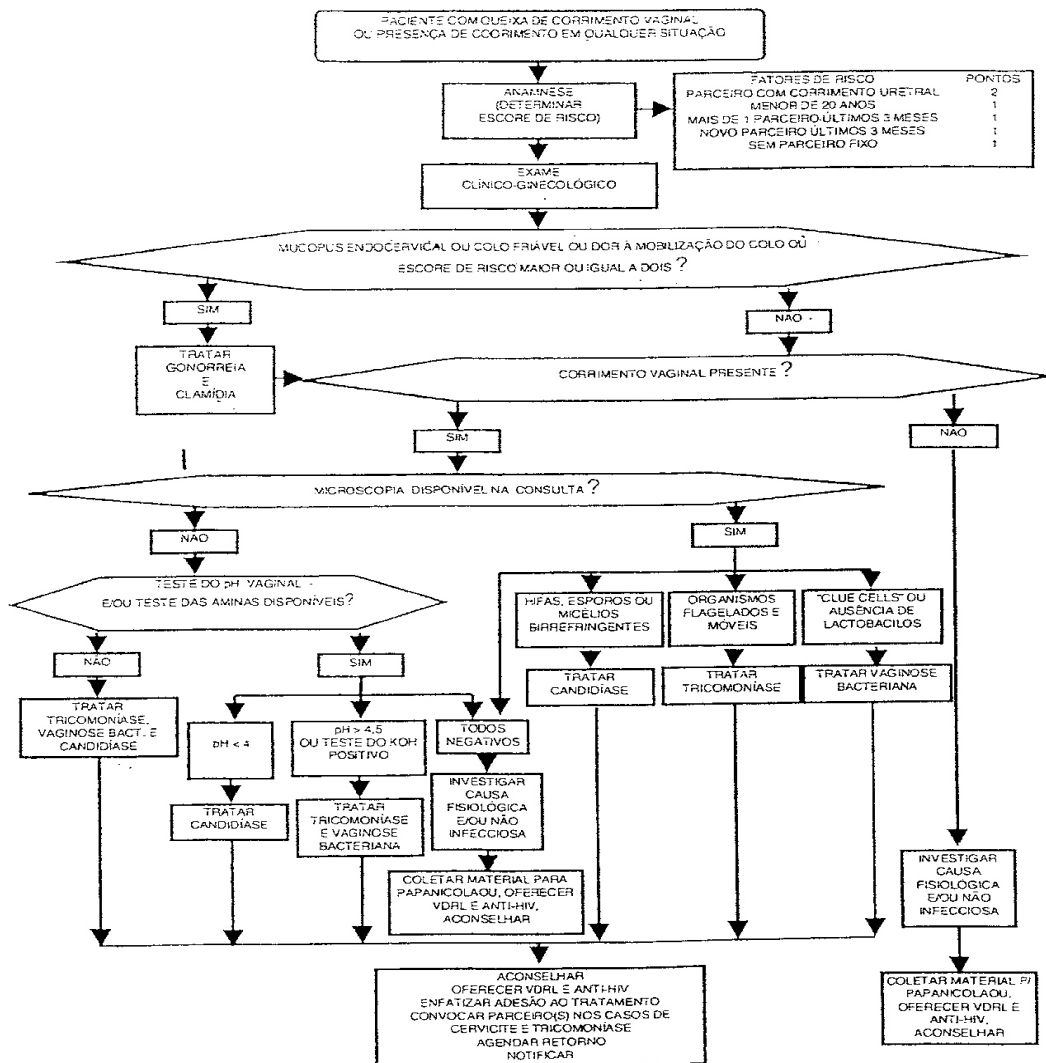 PACIENTE COM QUEIXA DE CORRIMENTO VAGINAL
OU PRESENÇA DE CCORIMENTO EM QUALQUER SITUAÇÃO
ANAMNESE
(DETERMINAR
ESCORE DE RISCO)
FATORES DE RISCO PONTOS
PARCEIRO COM CORRIMENTO URETRAL 2
MENOR DE 20 ANOS 1
MAIS DE 1 PARCEIRO-ÚLTIMOS 3 MESES 1
NOVO PARCEIRO ÚLTIMOS 3 MESES 1
SEM PARCEIRO FIXO 1
EXAME
CLÍNICO-GINECOLÓGICO
MUCOPUS ENDOCERVICAL OU COLO FRIÁVEL OU DOR À MOBILIZAÇÃO DO COLO OU
ESCORE DE RISCO MAIOR OU IGUAL A DOIS ?
SIM
NÃO
TRATAR
GONORREIA
E
CLAMÍDIA
CORRIMENTO VAGINAL PRESENTE ?
SIM
NÃO
MICROSCOPIA DISPONÍVEL NA CONSULTA ?
NÃO
SIM
TESTE DO pH VAGINAL
E/OU TESTE DAS AMINAS DISPONÍVEIS?
HIFAS, ESPOROS OU
MICÉLIOS
BIRREFRINGENTES
ORGANISMOS
FLAGELADOS E
MÓVEIS
"CLUE CELLS" OU
AUSÊNCIA DE
LACTOBACILOS
NÃO
SIM
TRATAR
CANDIDÍASE
TRATAR
TRICOMONÍASE
TRATAR VAGINOSE
BACTERIANA
TRATAR
TRICOMONÍASE,
VAGINOSE BACT. E
CANDIDÍASE
pH < 4
pH > 4,5
OU TESTE DO KOH
POSITIVO
TODOS
NEGATIVOS
TRATAR
CANDIDÍASE
TRATAR
TRICOMONÍASE
E VAGINOSE
BACTERIANA
INVESTIGAR
CAUSA
FISIOLÓGICA
E/OU NÃO
INFECCIOSA
COLETAR MATERIAL PARA
PAPANICOLAOU, OFERECER
VDRL E ANTI-HIV,
ACONSELHAR
INVESTIGAR
CAUSA
FISIOLÓGICA
E/OU NÃO
INFECCIOSA
ACONSELHAR
OFERECER VDRL E ANTI-HIV
ENFATIZAR ADESÃO AO TRATAMENTO
CONVOCAR PARCEIRO(S) NOS CASOS DE
CERVICITE E TRICOMONÍASE
AGENDAR RETORNO
NOTIFICAR
COLETAR MATERIAL P/
PAPANICOLAOU,
OFERECER VDRL E
ANTI-HIV,
ACONSELHAR